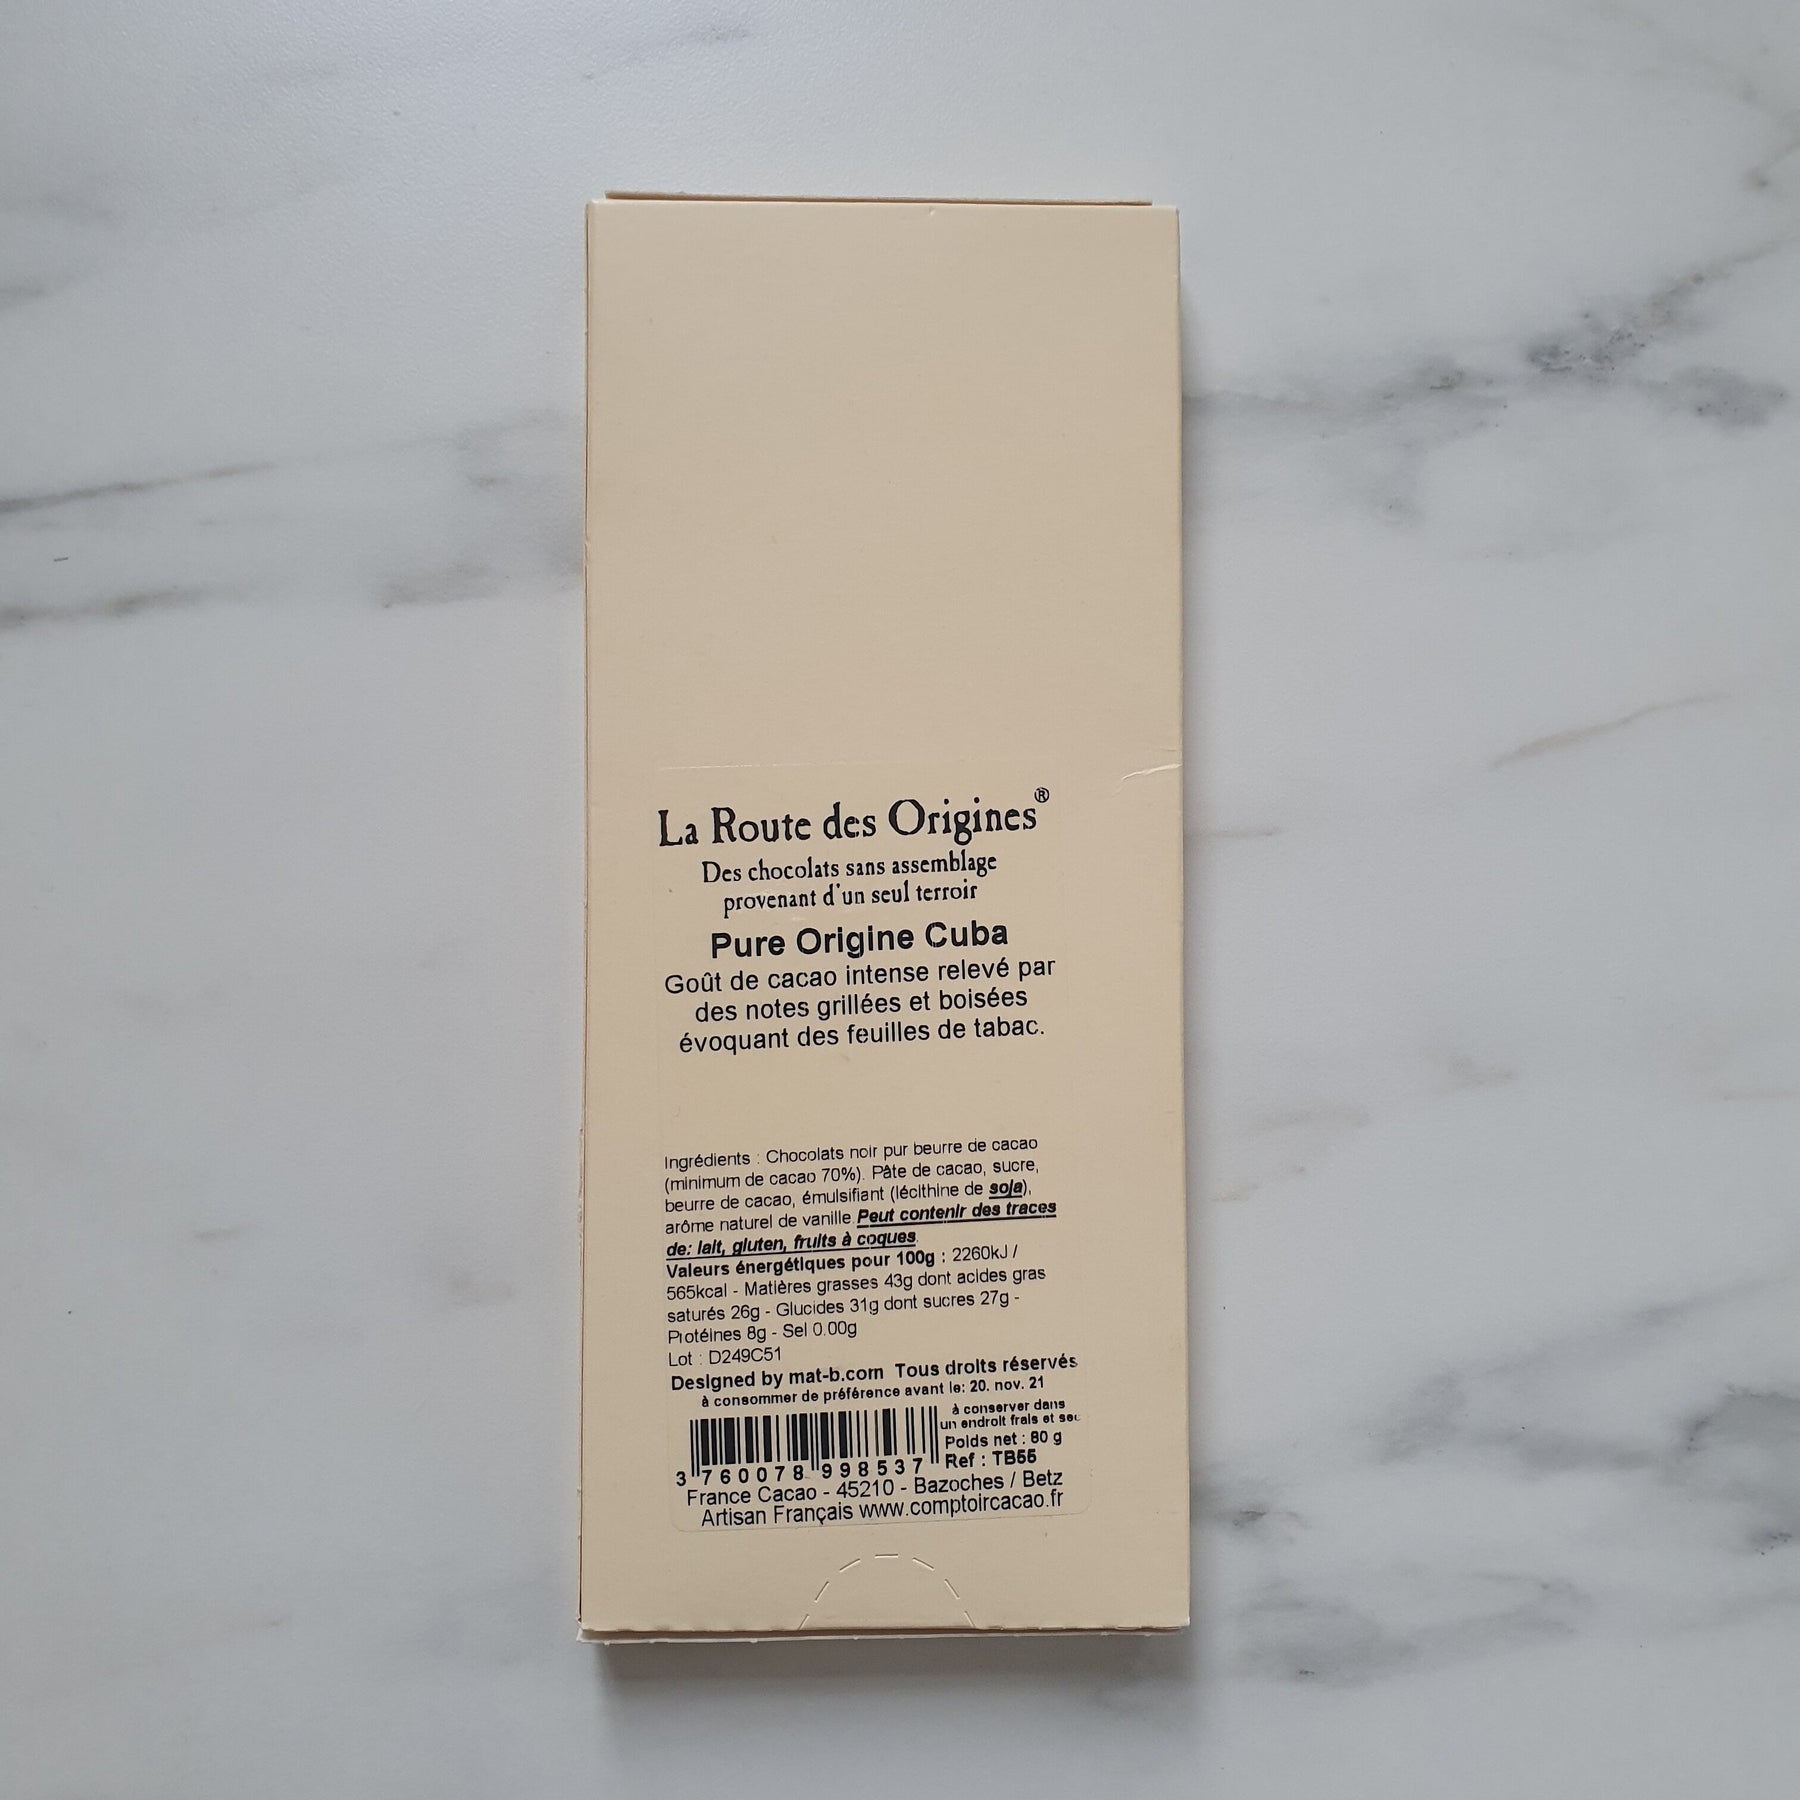 La Route des Origines®
Des chocolats sans assemblage
provenant d'un seul terroir
Pure Origine Cuba
Goût de cacao intense relevé par
des notes grillées et boisées
évoquant des feuilles de tabac.
Ingrédients : Chocolats noir pur beurre de cacao
(minimum de cacao 70%). Pâte de cacao, sucre,
beurre de cacao, émulsifiant (lécithine de soja),
arôme naturel de vanille. Peut contenir des traces
de: lait, gluten, fruits à coques.
Valeurs énergétiques pour 100g : 2260kJ /
565kcal - Matières grasses 43g dont acides gras
saturés 26g - Glucides 31g dont sucres 27g -
Protéines 8g - Sel 0.00g
Lot : D249C51
Designed by mat-b.com Tous droits réservés
à consommer de préférence avant le: 20. nov. 21
à conserver dans
un endroit frais et sec
Poids net : 80 g
Ref : TB55
3 760078 998537
France Cacao - 45210 - Bazoches / Betz
Artisan Français www.comptoircacao.fr